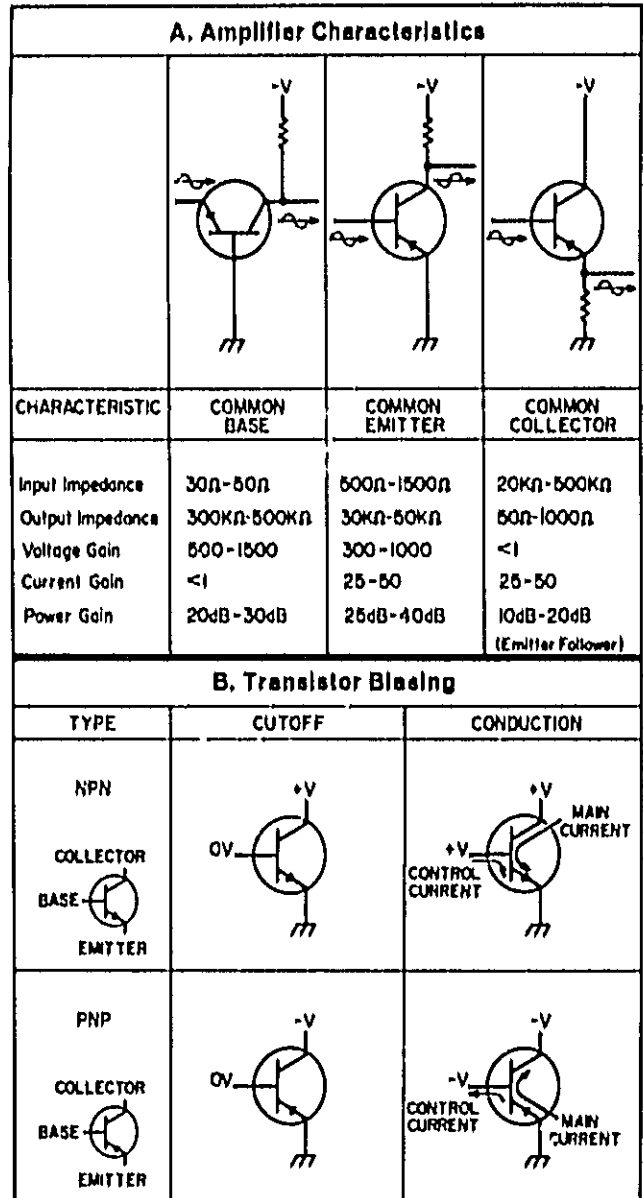 A. Amplifier Characteristics
-V
-V
-V
CHARACTERISTIC
COMMON BASE
COMMON EMITTER
COMMON COLLECTOR
Input Impedance 30Ω-50Ω 500Ω-1500Ω 20KΩ-500KΩ
Output Impedance 300KΩ-500KΩ 30KΩ-50KΩ 50Ω-1000Ω
Voltage Gain 500-1500 300-1000 <1
Current Gain <1 25-50 25-50
Power Gain 20dB-30dB 25dB-40dB 10dB-20dB
(Emitter Follower)
B. Transistor Biasing
TYPE CUTOFF CONDUCTION
NPN
COLLECTOR
BASE
EMITTER
+V
0V
+V
MAIN CURRENT
+V
CONTROL CURRENT
PNP
COLLECTOR
BASE
EMITTER
-V
0V
-V
-V
CONTROL CURRENT
MAIN CURRENT